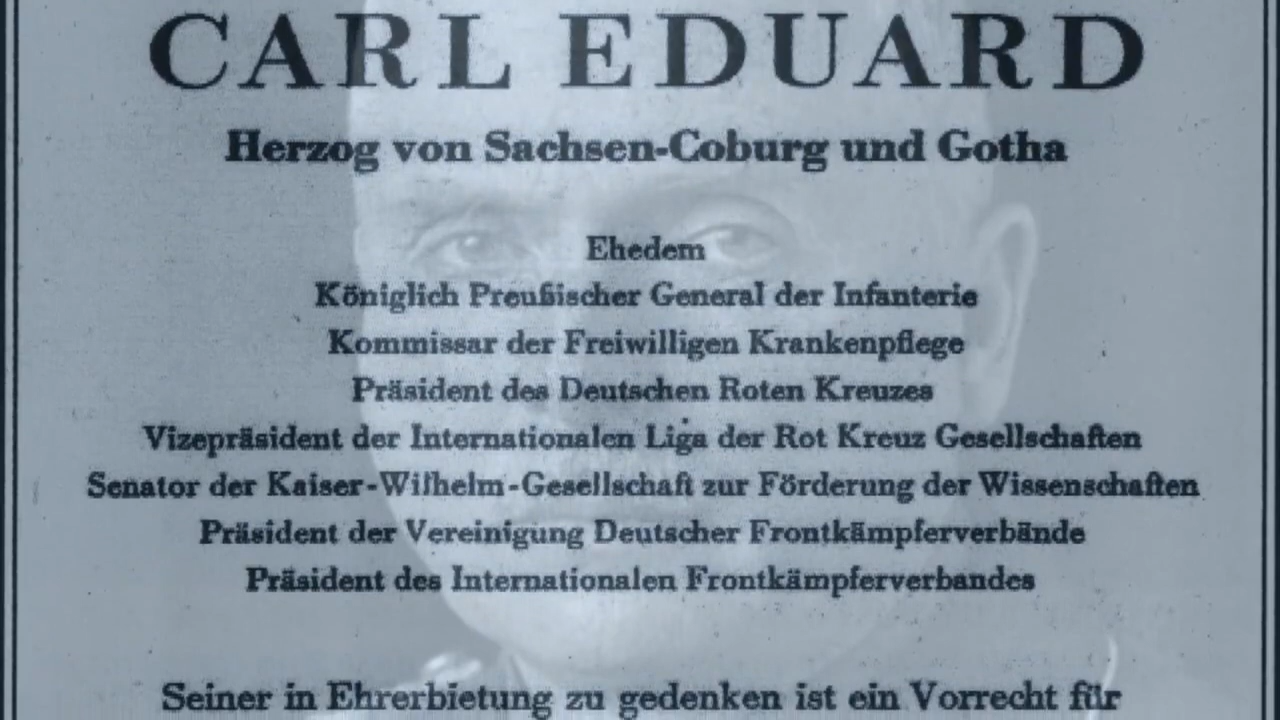 CARL EDUARD
Herzog von Sachsen-Coburg und Gotha
Ehedem
Königlich Preußischer General der Infanterie
Kommissar der Freiwilligen Krankenpflege
Präsident des Deutschen Roten Kreuzes
Vizepräsident der Internationalen Liga der Rot Kreuz Gesellschaften
Senator der Kaiser-Wilhelm-Gesellschaft zur Förderung der Wissenschaften
Präsident der Vereinigung Deutscher Frontkämpferverbände
Präsident des Internationalen Frontkämpferverbandes
Seiner in Ehrerbietung zu gedenken ist ein Vorrecht für